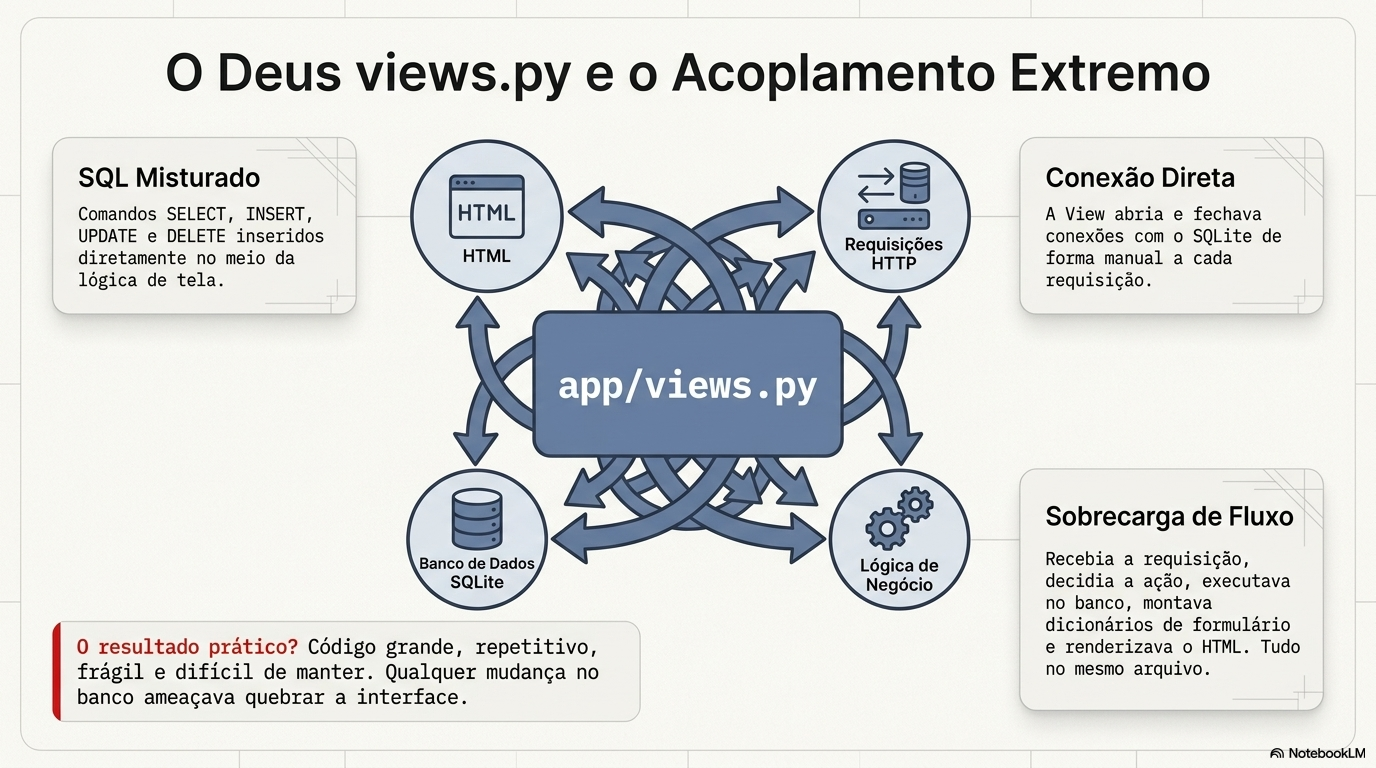 O Deus views.py e o Acoplamento Extremo
SQL Misturado
Comandos SELECT, INSERT,
UPDATE e DELETE inseridos
diretamente no meio da
lógica de tela.
HTML
HTML
Requisições
HTTP
Conexão Direta
A View abria e fechava
conexões com o SQLite de
forma manual a cada
requisição.
app/views.py
Banco de Dados
SQLite
Lógica de
Negócio
Sobrecarga de Fluxo
Recebia a requisição,
decidia a ação, executava
no banco, montava
dicionários de formulário
e renderizava o HTML. Tudo
no mesmo arquivo.
O resultado prático? Código grande, repetitivo,
frágil e difícil de manter. Qualquer mudança no
banco ameaçava quebrar a interface.
NotebookLM